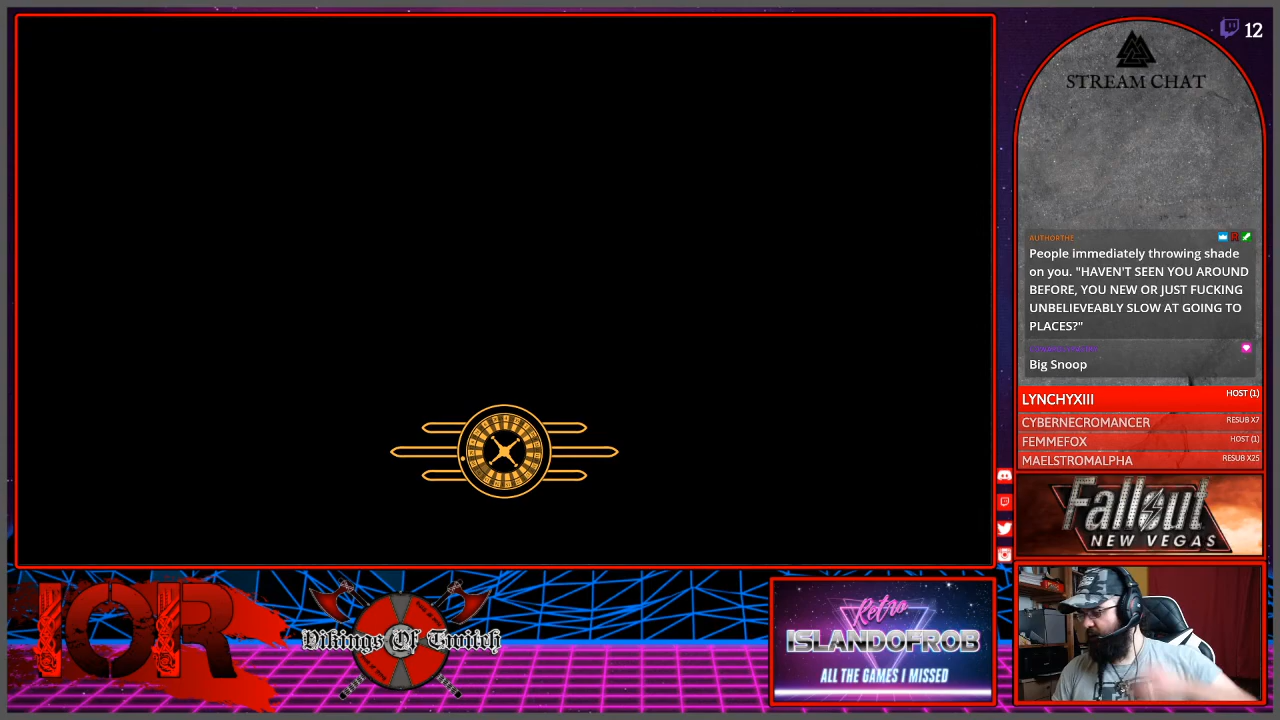 12
STREAM CHAT
AUTHORTHE
People immediately throwing shade
on you. "HAVEN'T SEEN YOU AROUND
BEFORE, YOU NEW OR JUST FUCKING
UNBELIEVEABLY SLOW AT GOING TO
PLACES?"
Big Snoop
LYNCHYXIII HOST (1)
CYBERNECROMANCER RESUB X7
FEMMEFOX HOST (1)
MAELSTROMALPHA RESUB X25
Fallout
NEW VEGAS
IOR
Vikings Of Twitch
Retro
ISLANDOFROB
ALL THE GAMES I MISSED